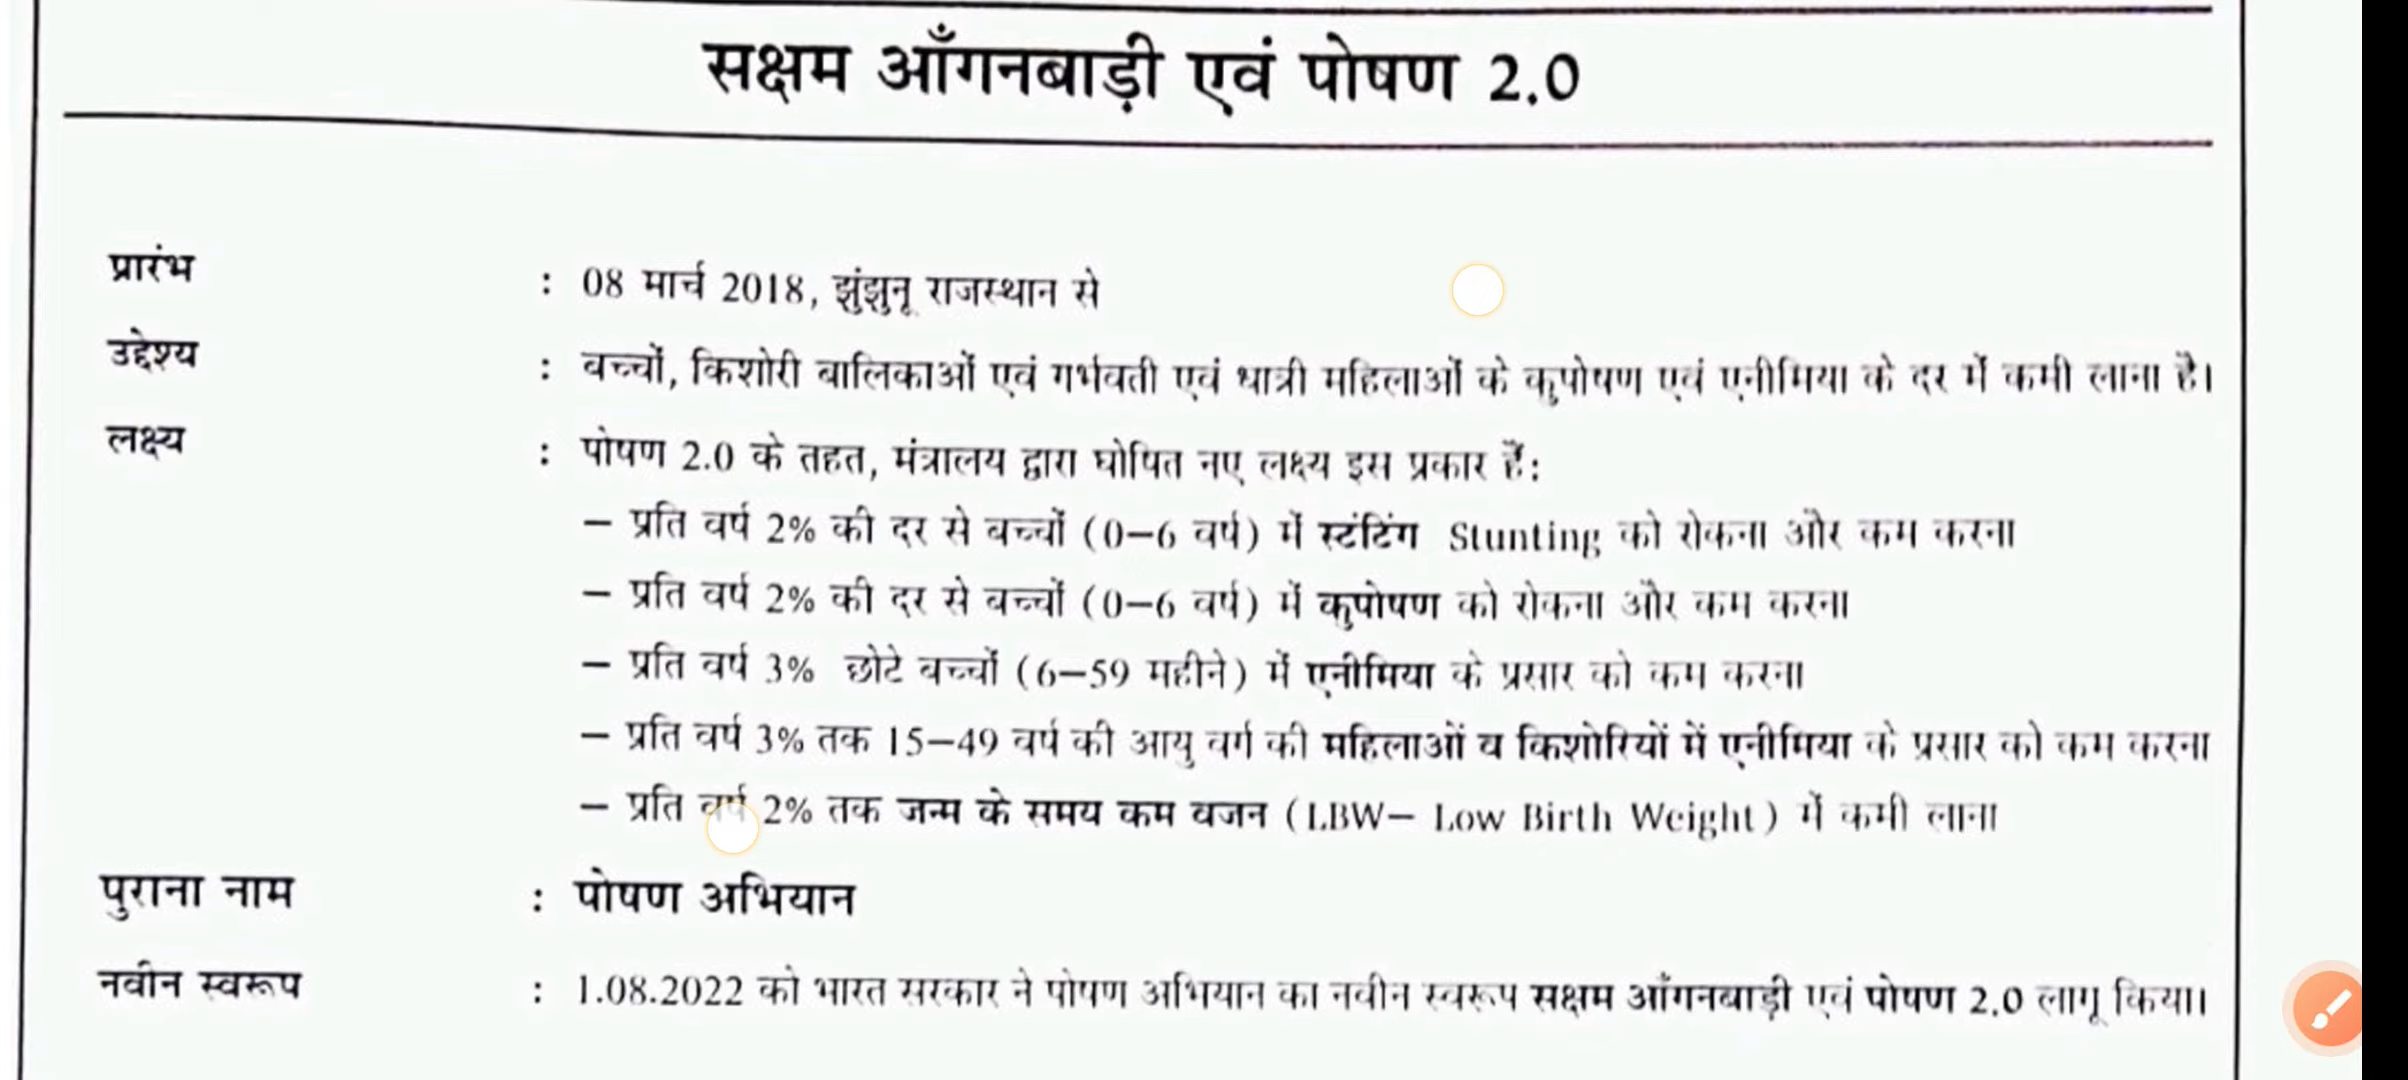 सक्षम आँगनबाड़ी एवं पोषण 2.0
प्रारंभ : 08 मार्च 2018, झुंझुनू राजस्थान से
उद्देश्य : बच्चों, किशोरी बालिकाओं एवं गर्भवती एवं धात्री महिलाओं के कुपोषण एवं एनीमिया के दर में कमी लाना है।
लक्ष्य : पोषण 2.0 के तहत, मंत्रालय द्वारा घोषित नए लक्ष्य इस प्रकार हैं:
– प्रति वर्ष 2% की दर से बच्चों (0–6 वर्ष) में स्टंटिंग Stunting को रोकना और कम करना
– प्रति वर्ष 2% की दर से बच्चों (0–6 वर्ष) में कुपोषण को रोकना और कम करना
– प्रति वर्ष 3% छोटे बच्चों (6–59 महीने) में एनीमिया के प्रसार को कम करना
– प्रति वर्ष 3% तक 15–49 वर्ष की आयु वर्ग की महिलाओं व किशोरियों में एनीमिया के प्रसार को कम करना
– प्रति वर्ष 2% तक जन्म के समय कम वजन (LBW– Low Birth Weight) में कमी लाना
पुराना नाम : पोषण अभियान
नवीन स्वरूप : 1.08.2022 को भारत सरकार ने पोषण अभियान का नवीन स्वरूप सक्षम आँगनबाड़ी एवं पोषण 2.0 लागू किया।